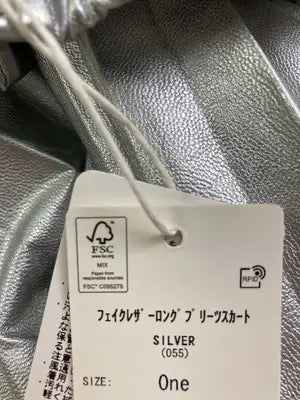 FSC
www.fsc.org
MIX
Paper from
responsible sources
FSC® C095275
RFID
フェイクレザーロングプリーツスカート
SILVER
(055)
SIZE: One